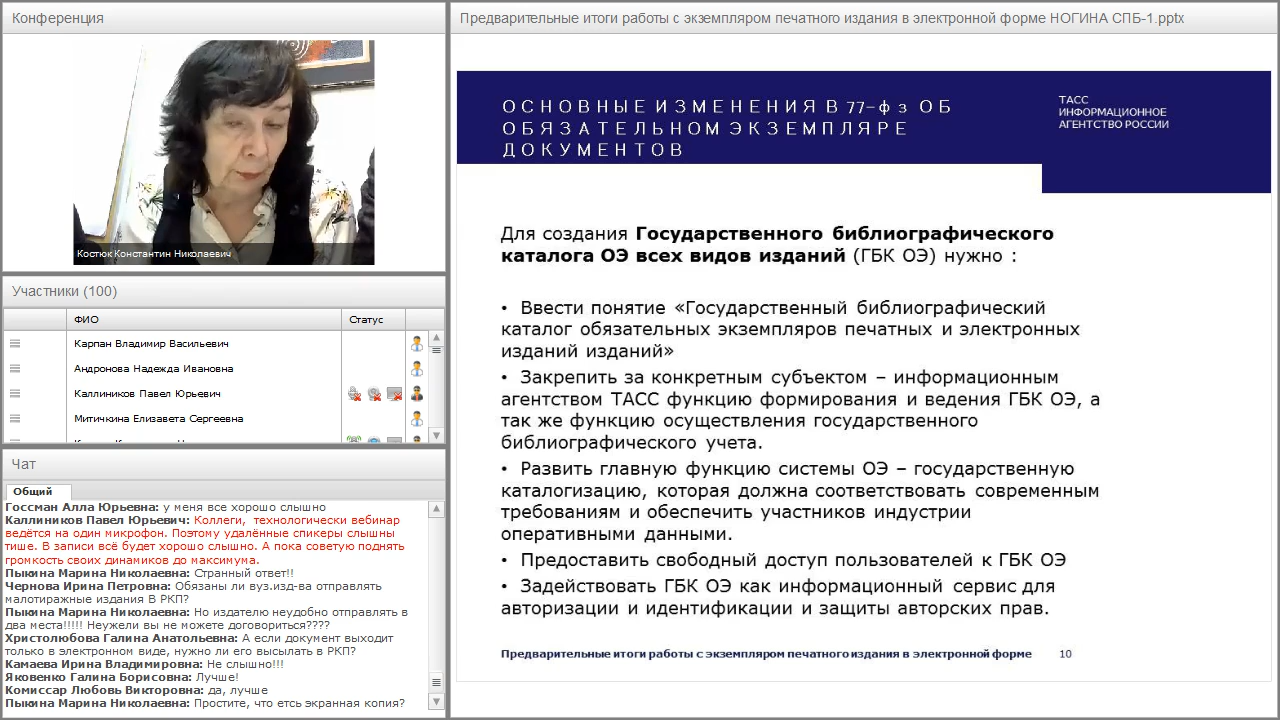 Конференция
Костюк Константин Николаевич
Участники (100)
ФИО
Статус
Карпан Владимир Васильевич
Андронова Надежда Ивановна
Каллиников Павел Юрьевич
Митичкина Елизавета Сергеевна
Чат
Общий
Госсман Алла Юрьевна: у меня все хорошо слышно
Каллиников Павел Юрьевич: Коллеги, технологически вебинар
ведётся на один микрофон. Поэтому удалённые спикеры слышны
тише. В записи всё будет хорошо слышно. А пока советую поднять
громкость своих динамиков до максимума.
Пыкина Марина Николаевна: Странный ответ!!
Чернова Ирина Петровна: Обязаны ли вуз.изд-ва отправлять
малотиражные издания В РКП?
Пыкина Марина Николаевна: Но издателю неудобно отправлять в
два места!!!!! Неужели вы не можете договориться????
Христолюбова Галина Анатольевна: А если документ выходит
только в электронном виде, нужно ли его высылать в РКП?
Камаева Ирина Владимировна: Не слышно!!!
Яковенко Галина Борисовна: Лучше!
Комиссар Любовь Викторовна: да, лучше
Пыкина Марина Николаевна: Простите, что етсь экранная копия?
Предварительные итоги работы с экземпляром печатного издания в электронной форме НОГИНА СПБ-1.pptx
ОСНОВНЫЕ ИЗМЕНЕНИЯ В 77-ф з ОБ
ОБЯЗАТЕЛЬНОМ ЭКЗЕМПЛЯРЕ
ДОКУМЕНТОВ
ТАСС
ИНФОРМАЦИОННОЕ
АГЕНТСТВО РОССИИ
Для создания Государственного библиографического
каталога ОЭ всех видов изданий (ГБК ОЭ) нужно :
• Ввести понятие «Государственный библиографический
каталог обязательных экземпляров печатных и электронных
изданий изданий»
• Закрепить за конкретным субъектом – информационным
агентством ТАСС функцию формирования и ведения ГБК ОЭ, а
так же функцию осуществления государственного
библиографического учета.
• Развить главную функцию системы ОЭ – государственную
каталогизацию, которая должна соответствовать современным
требованиям и обеспечить участников индустрии
оперативными данными.
• Предоставить свободный доступ пользователей к ГБК ОЭ
• Задействовать ГБК ОЭ как информационный сервис для
авторизации и идентификации и защиты авторских прав.
Предварительные итоги работы с экземпляром печатного издания в электронной форме 10